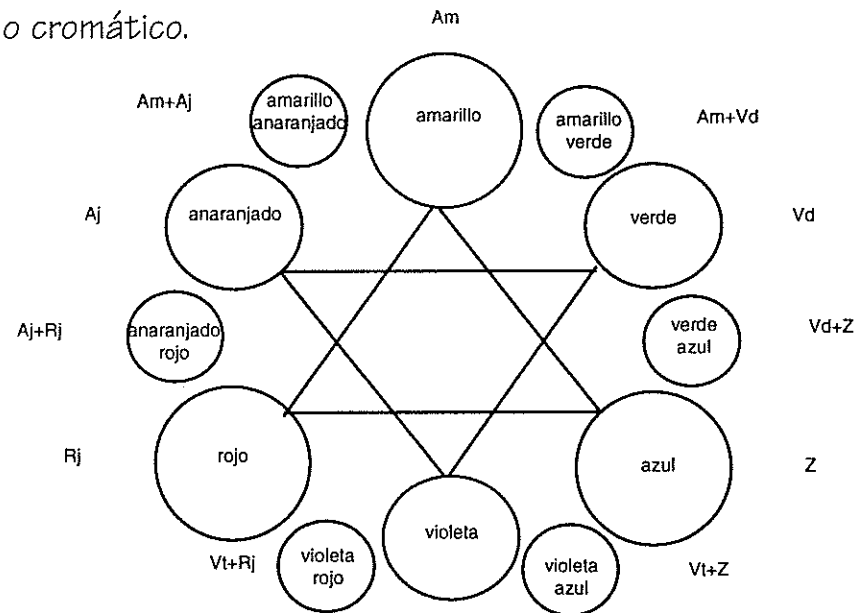 o cromático.
Am
Am+Aj
amarillo
anaranjado
amarillo
amarillo
verde
Am+Vd
Aj
anaranjado
verde
Vd
Aj+Rj
anaranjado
rojo
verde
azul
Vd+Z
Rj
rojo
azul
Z
Vt+Rj
violeta
rojo
violeta
violeta
azul
Vt+Z